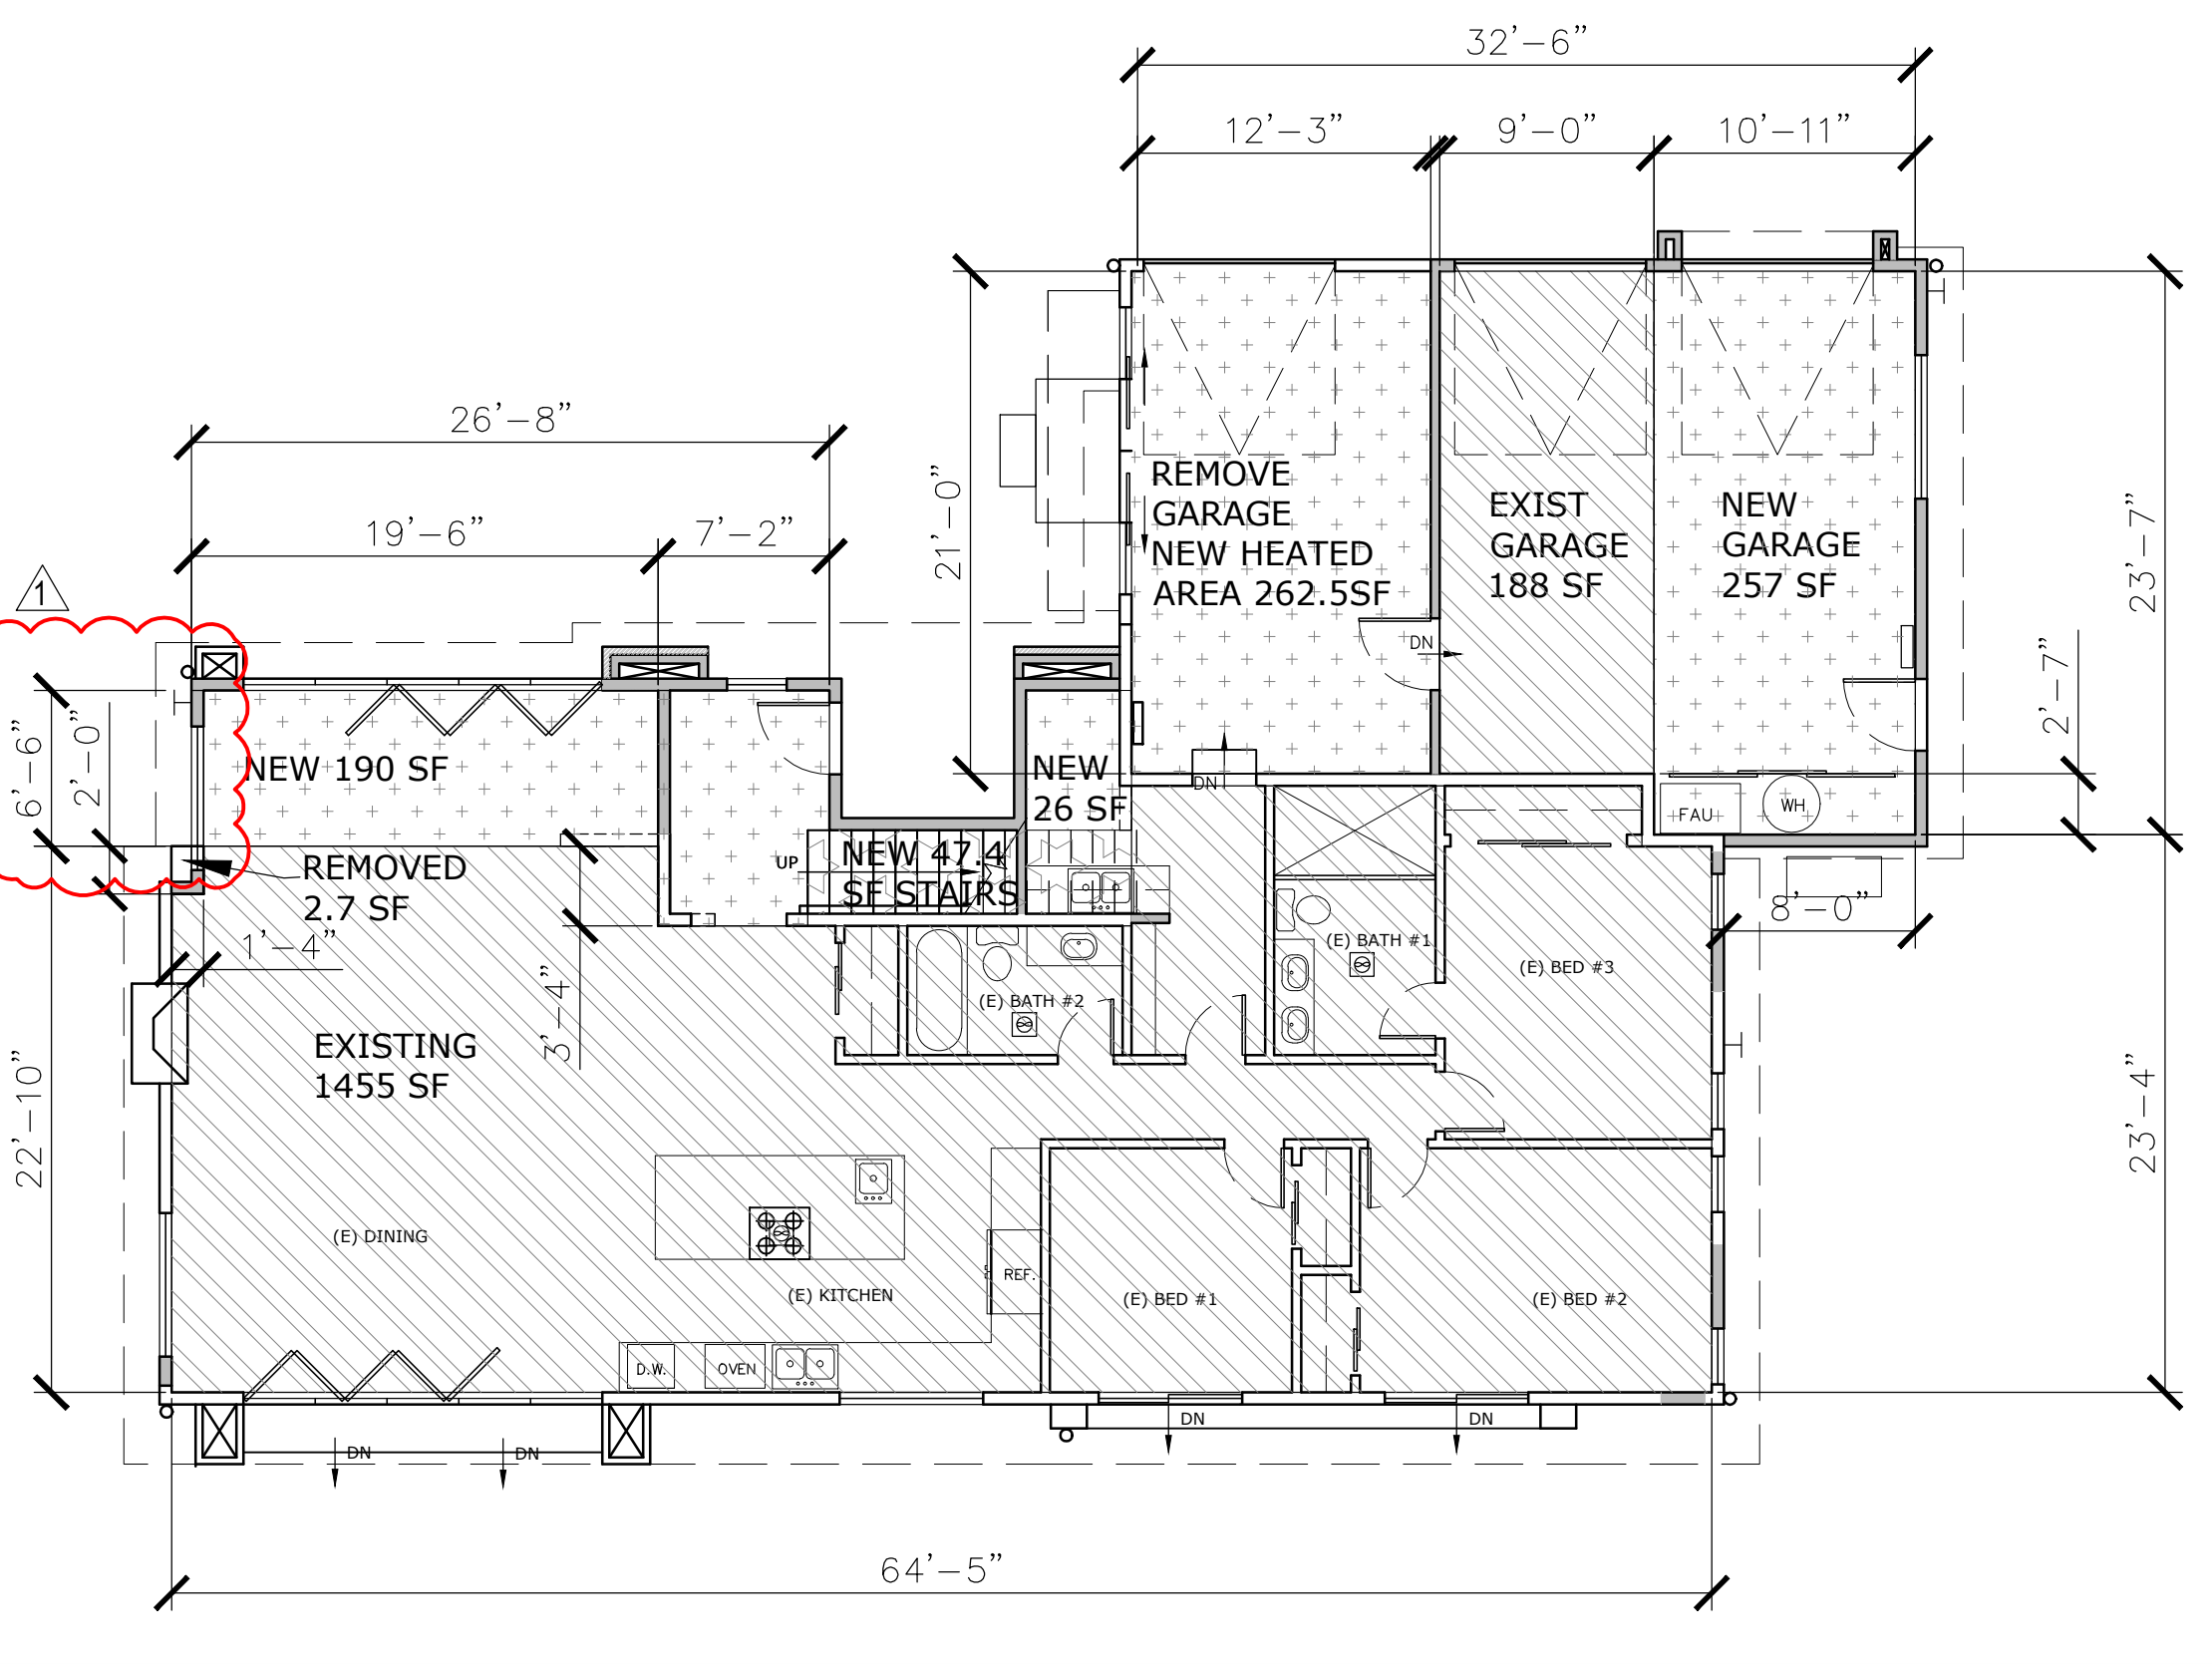 32'-6"
12'-3"
9'-0"
10'-11"
26'-8"
19'-6"
7'-2"
21'-0"
23'-7"
2'-7"
REMOVE
GARAGE
NEW HEATED
AREA 262.5SF
EXIST
GARAGE
188 SF
NEW
GARAGE
257 SF
DN
1
6'-6"
2'-0"
NEW 190 SF
NEW
26 SF
DN
FAU
WH
REMOVED
2.7 SF
UP
NEW 47.4
SF STAIRS
8'-0"
1'-4"
3'-4"
(E) BATH #1
(E) BED #3
(E) BATH #2
EXISTING
1455 SF
22'-10"
23'-4"
(E) DINING
(E) KITCHEN
REF.
(E) BED #1
(E) BED #2
D.W.
OVEN
DN
DN
DN
DN
64'-5"